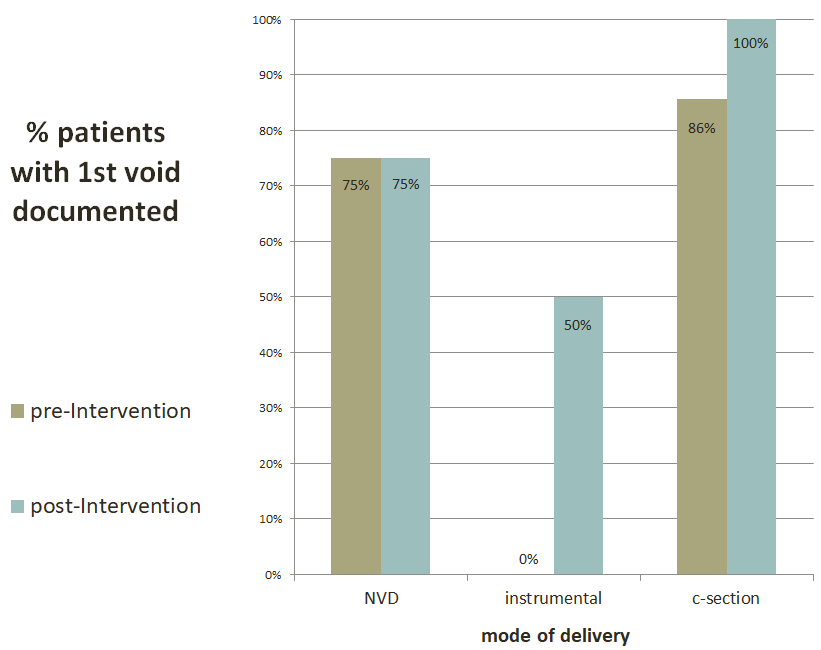 % patients
with 1st void
documented
pre-Intervention
post-Intervention
100%
90%
80%
70%
60%
50%
40%
30%
20%
10%
0%
75%
75%
0%
50%
86%
100%
NVD
instrumental
c-section
mode of delivery